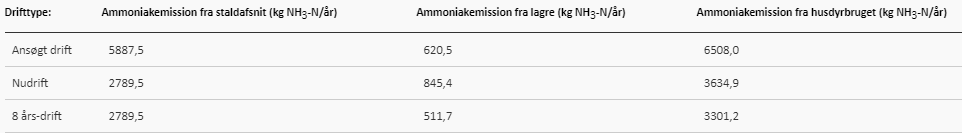 Drifttype: Ammoniakemission fra staldafsnit (kg NH3-N/år) Ammoniakemission fra lagre (kg NH3-N/år) Ammoniakemission fra husdyrbruget (kg NH3-N/år)
Ansøgt drift 5887,5 620,5 6508,0
Nudrift 2789,5 845,4 3634,9
8 års-drift 2789,5 511,7 3301,2